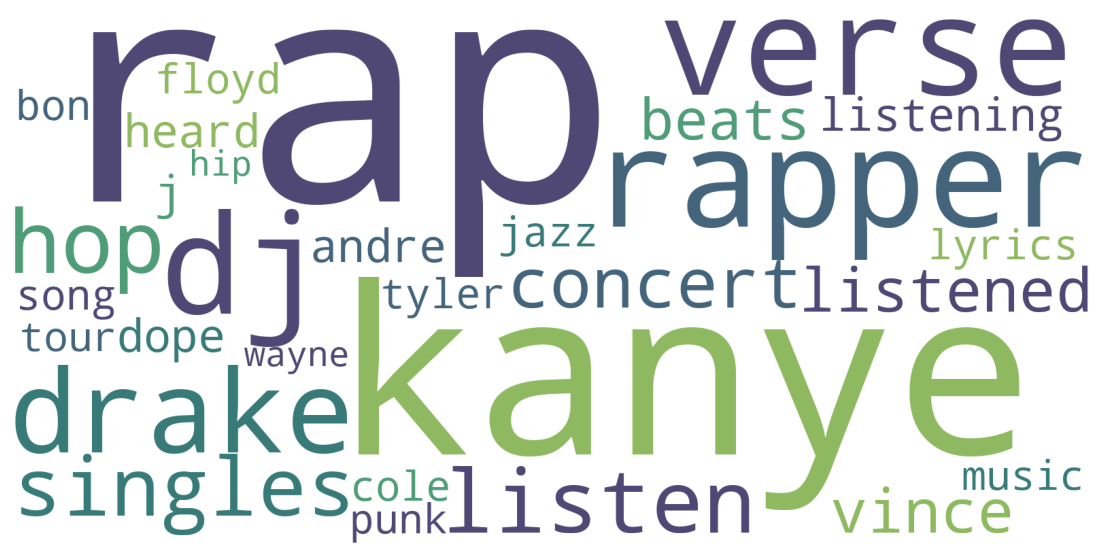 rap
verse
floyd
bon
heard
beats
listening
hip
j
rapper
hop
dj
andre
jazz
lyrics
song
tyler
concert
listened
tour
dope
wayne
kanye
drake
singles
cole
listen
music
punk
vince